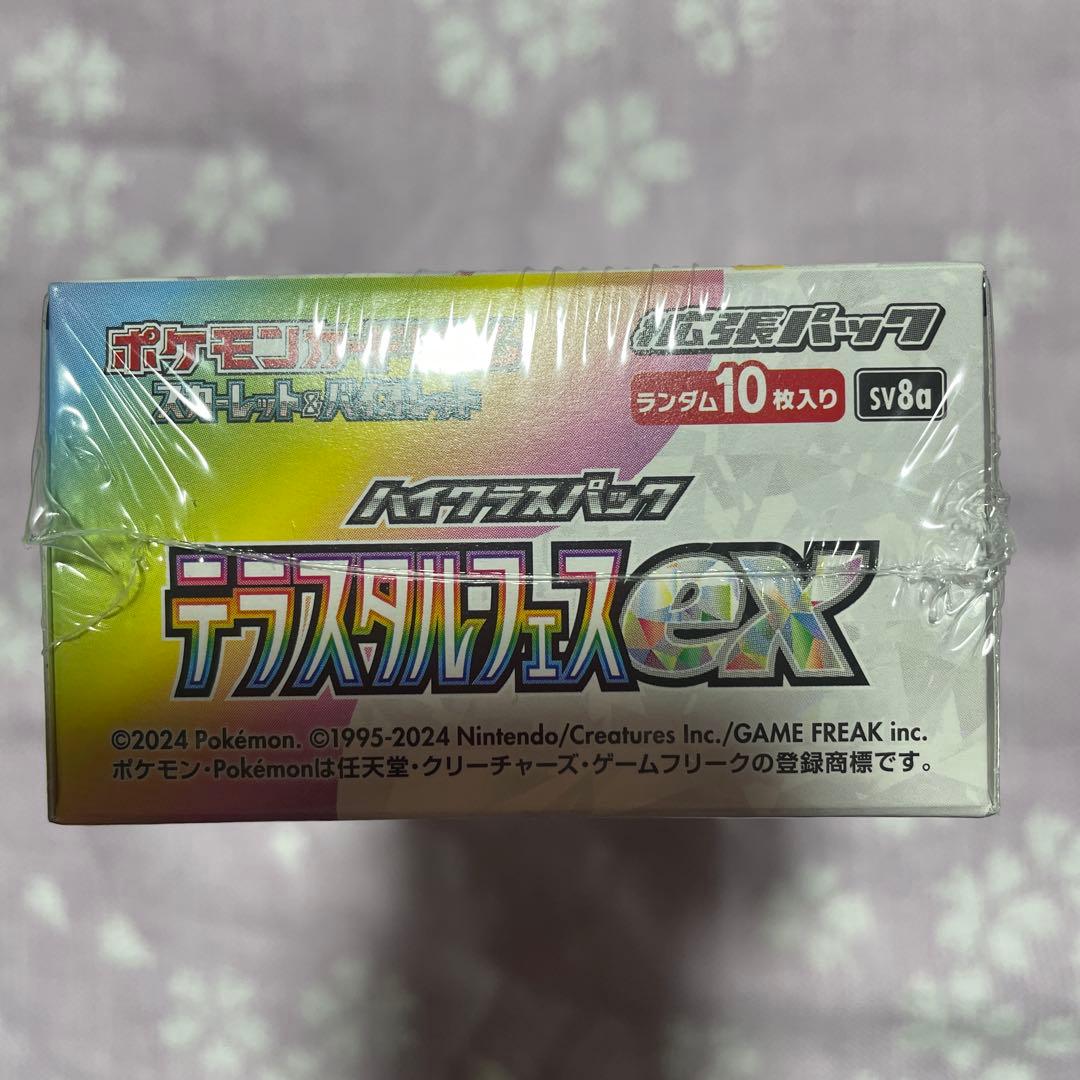 ポケモンカードゲーム
スカーレット&バイオレット
拡張パック
ランダム10枚入り
SV8a
ハイクラスパック
テラスタルフェスex
©2024 Pokémon. ©1995-2024 Nintendo/Creatures Inc./GAME FREAK inc.
ポケモン・Pokémonは任天堂・クリーチャーズ・ゲームフリークの登録商標です。